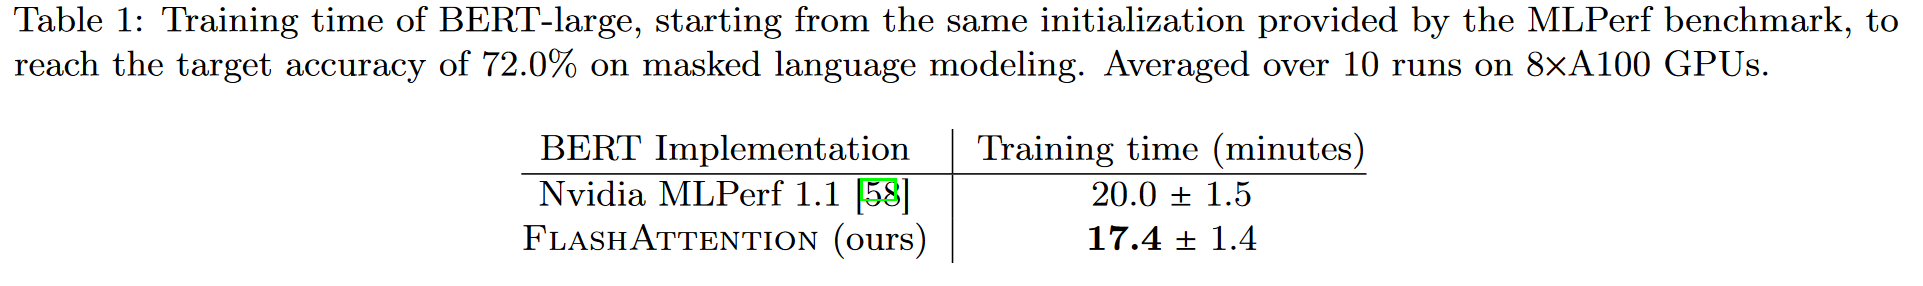 Table 1: Training time of BERT-large, starting from the same initialization provided by the MLPerf benchmark, to
reach the target accuracy of 72.0% on masked language modeling. Averaged over 10 runs on 8×A100 GPUs.
BERT Implementation Training time (minutes)
Nvidia MLPerf 1.1 [58] 20.0 ± 1.5
FLASHATTENTION (ours) 17.4 ± 1.4